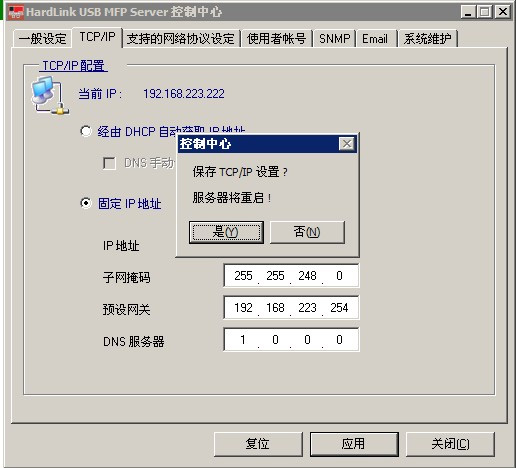 HardLink USB MFP Server 控制中心
一般设定 TCP/IP 支持的网络协议设定 使用者帐号 SNMP Email 系统维护
TCP/IP 配置
当前 IP： 192.168.223.222
经由 DHCP 自动获取 IP 地址
控制中心
DNS 手动
保存 TCP/IP 设置？
服务器将重启！
固定 IP 地址
是(Y) 否(N)
IP 地址
子网掩码 255 . 255 . 248 . 0
预设网关 192 . 168 . 223 . 254
DNS 服务器 1 . 0 . 0 . 0
复位 应用 关闭(C)